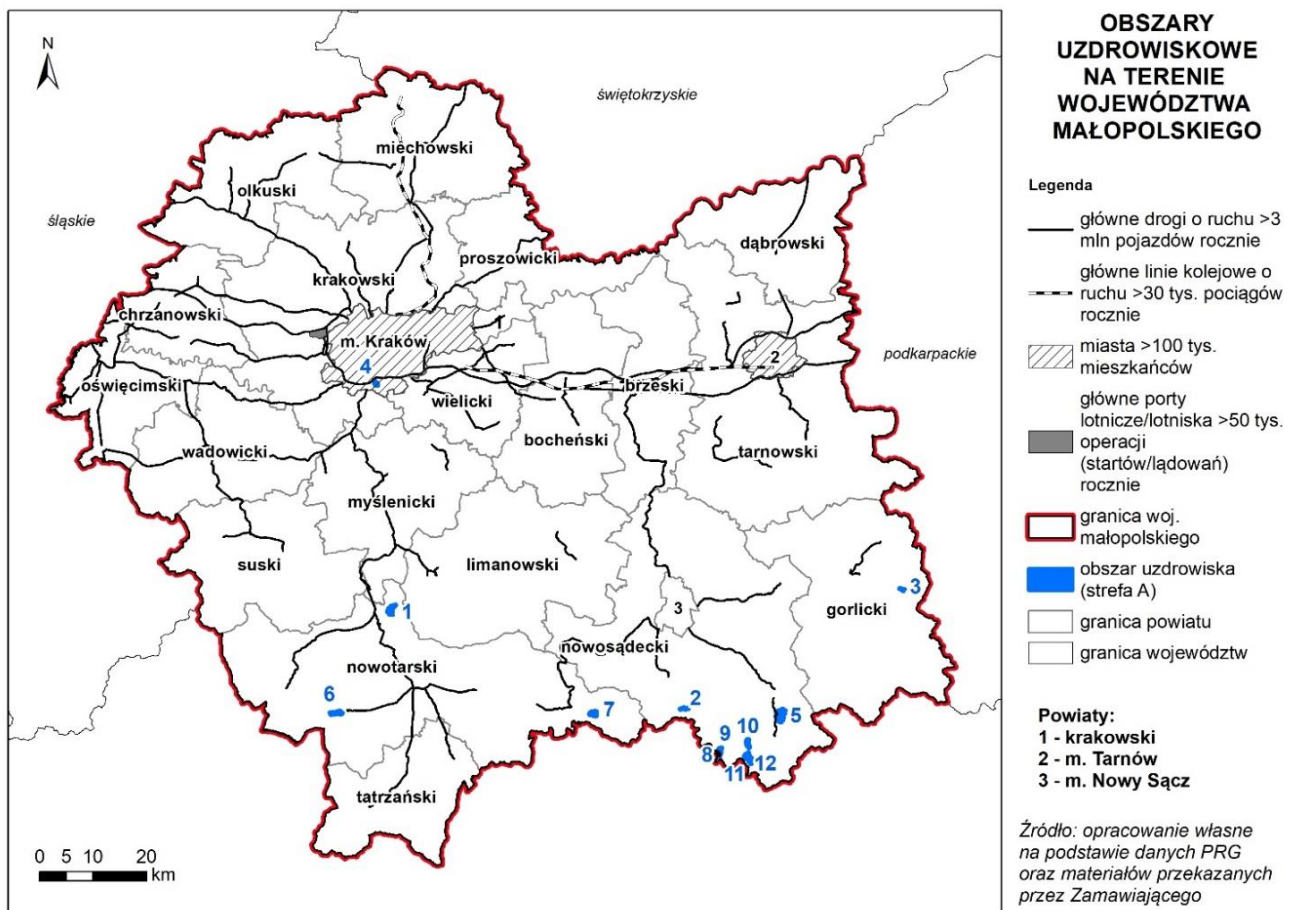 N
świętokrzyskie
miechowski
olkuski
śląskie
dąbrowski
proszowicki
krakowski
chrzanowski
1
m. Kraków
2
podkarpackie
4
oświęcimski
brzeski
wielicki
bocheński
wadowicki
tarnowski
myślenicki
suski
limanowski
3
gorlicki
1
3
nowosądecki
nowotarski
6
7
2
5
10
9
8
12
11
tatrzański
0 5 10 20
km
OBSZARY
UZDROWISKOWE
NA TERENIE
WOJEWÓDZTWA
MAŁOPOLSKIEGO
Legenda
główne drogi o ruchu >3
mln pojazdów rocznie
główne linie kolejowe o
ruchu >30 tys. pociągów
rocznie
miasta >100 tys.
mieszkańców
główne porty
lotnicze/lotniska >50 tys.
operacji
(startów/lądowań)
rocznie
granica woj.
małopolskiego
obszar uzdrowiska
(strefa A)
granica powiatu
granica województw
Powiaty:
1 - krakowski
2 - m. Tarnów
3 - m. Nowy Sącz
Źródło: opracowanie własne
na podstawie danych PRG
oraz materiałów przekazanych
przez Zamawiającego